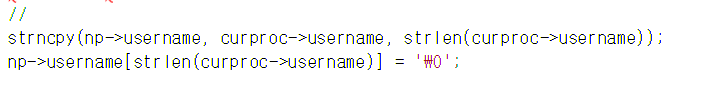 //
strncpy(np->username, curproc->username, strlen(curproc->username));
np->username[strlen(curproc->username)] = '₩0';